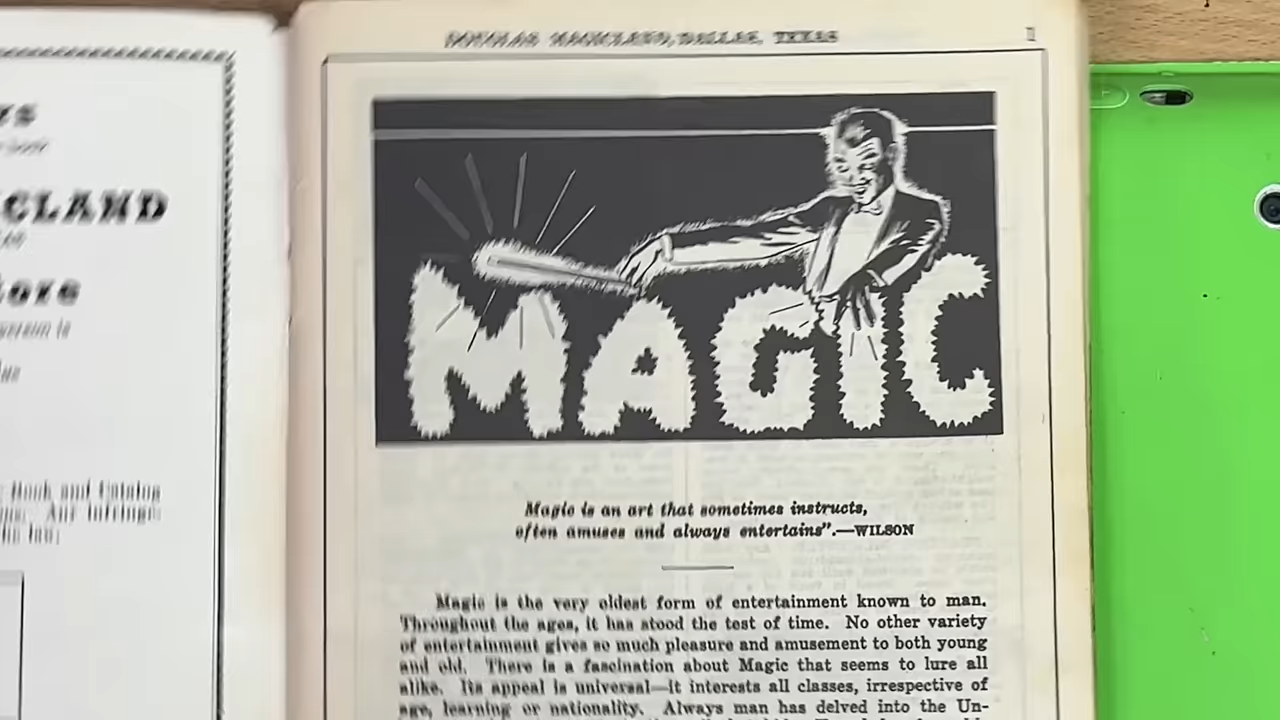 DOUGLAS MAGICLAND, DALLAS, TEXAS 1
MAGIC
Magic is an art that sometimes instructs,
often amuses and always entertains".—WILSON
Magic is the very oldest form of entertainment known to man.
Throughout the ages, it has stood the test of time. No other variety
of entertainment gives so much pleasure and amusement to both young
and old. There is a fascination about Magic that seems to lure all
alike. Its appeal is universal—it interests all classes, irrespective of
age, learning or nationality. Always man has delved into the Un-
CLAND
Book and Catalog